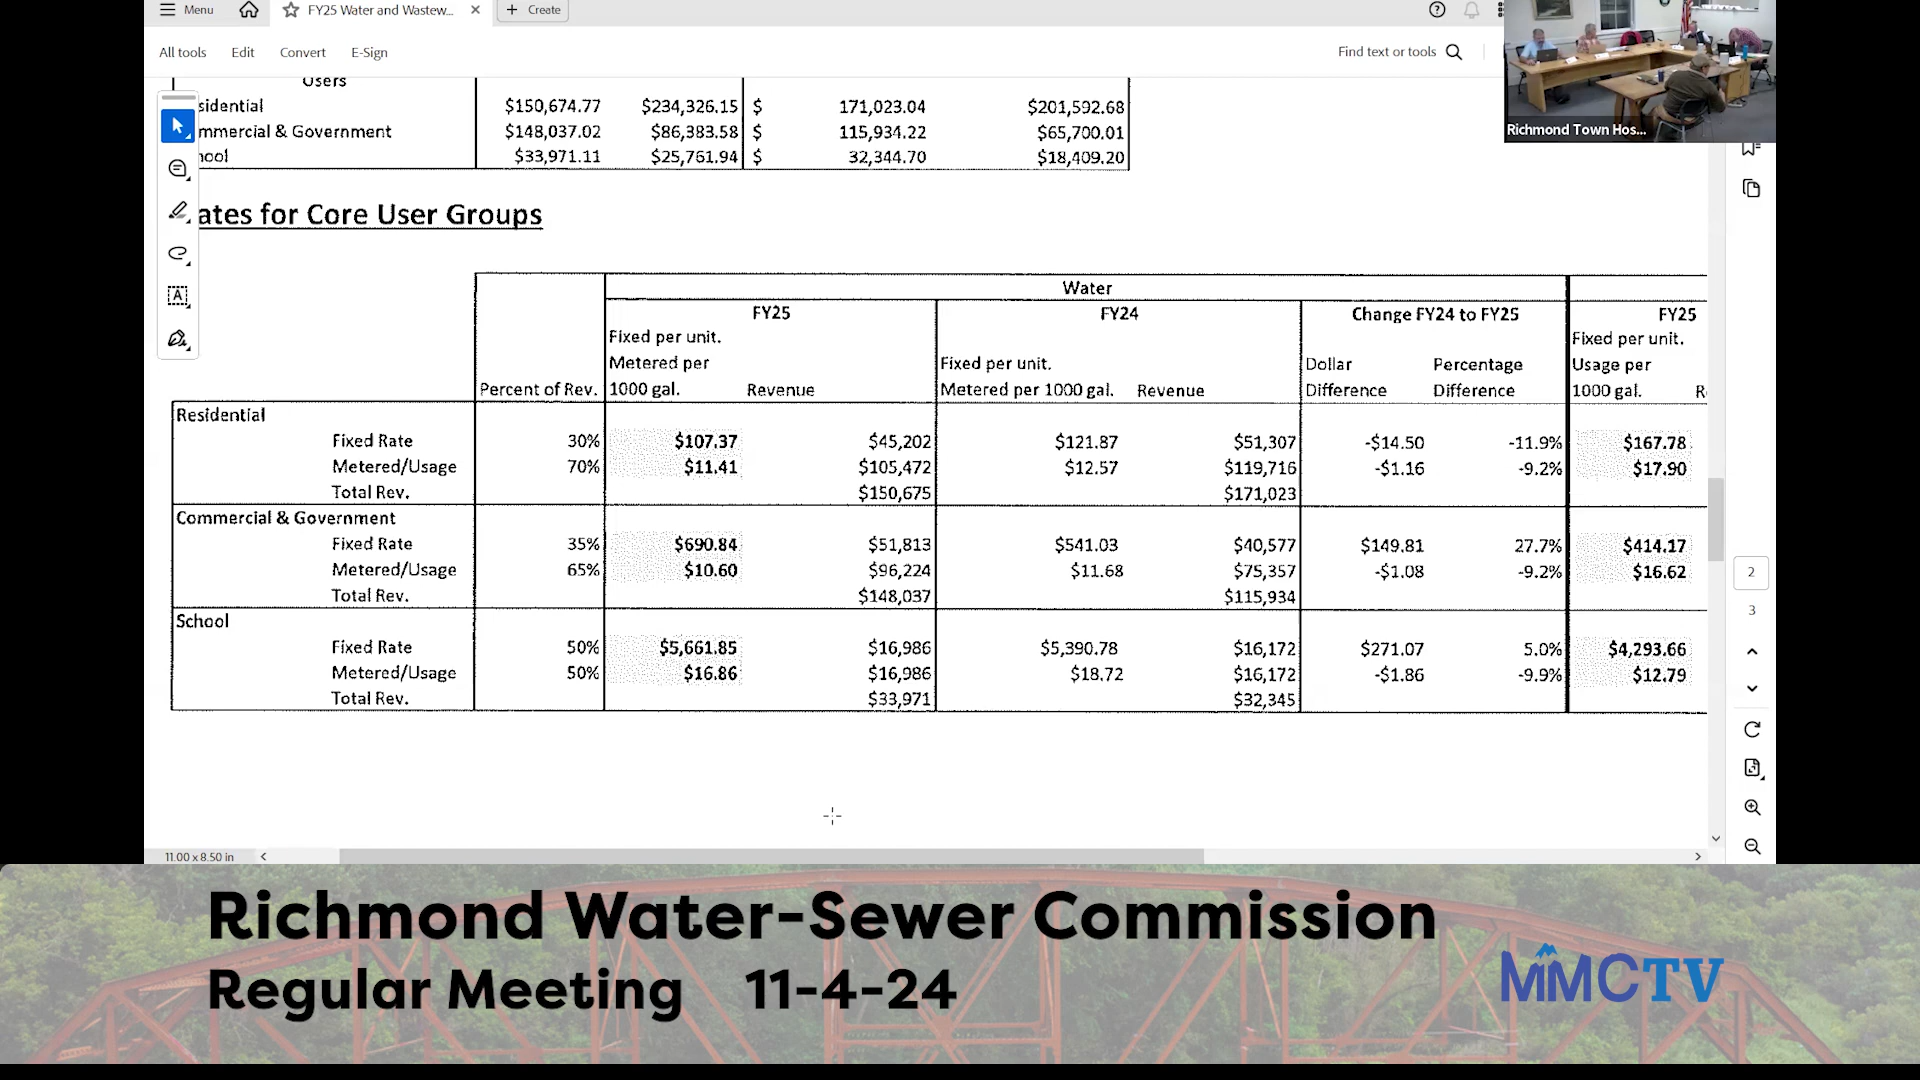 Menu
FY25 Water and Wastew...
Create
All tools
Edit
Convert
E-Sign
Find text or tools
Richmond Town Hos...
Users
sidential $150,674.77 $234,326.15 $ 171,023.04 $201,592.68
mmercial & Government $148,037.02 $86,383.58 $ 115,934.22 $65,700.01
hool $33,971.11 $25,761.94 $ 32,344.70 $18,409.20
ates for Core User Groups
Water
FY25 FY24 Change FY24 to FY25 FY25
Fixed per unit. Fixed per unit.
Metered per Fixed per unit. Dollar Percentage Usage per
Percent of Rev. 1000 gal. Revenue Metered per 1000 gal. Revenue Difference Difference 1000 gal. R
Residential
Fixed Rate 30% $107.37 $45,202 $121.87 $51,307 -$14.50 -11.9% $167.78
Metered/Usage 70% $11.41 $105,472 $12.57 $119,716 -$1.16 -9.2% $17.90
Total Rev. $150,675 $171,023
Commercial & Government
Fixed Rate 35% $690.84 $51,813 $541.03 $40,577 $149.81 27.7% $414.17
Metered/Usage 65% $10.60 $96,224 $11.68 $75,357 -$1.08 -9.2% $16.62
Total Rev. $148,037 $115,934
School
Fixed Rate 50% $5,661.85 $16,986 $5,390.78 $16,172 $271.07 5.0% $4,293.66
Metered/Usage 50% $16.86 $16,986 $18.72 $16,172 -$1.86 -9.9% $12.79
Total Rev. $33,971 $32,345
2
3
11.00 x 8.50 in
Richmond Water-Sewer Commission
Regular Meeting 11-4-24
MMCTV